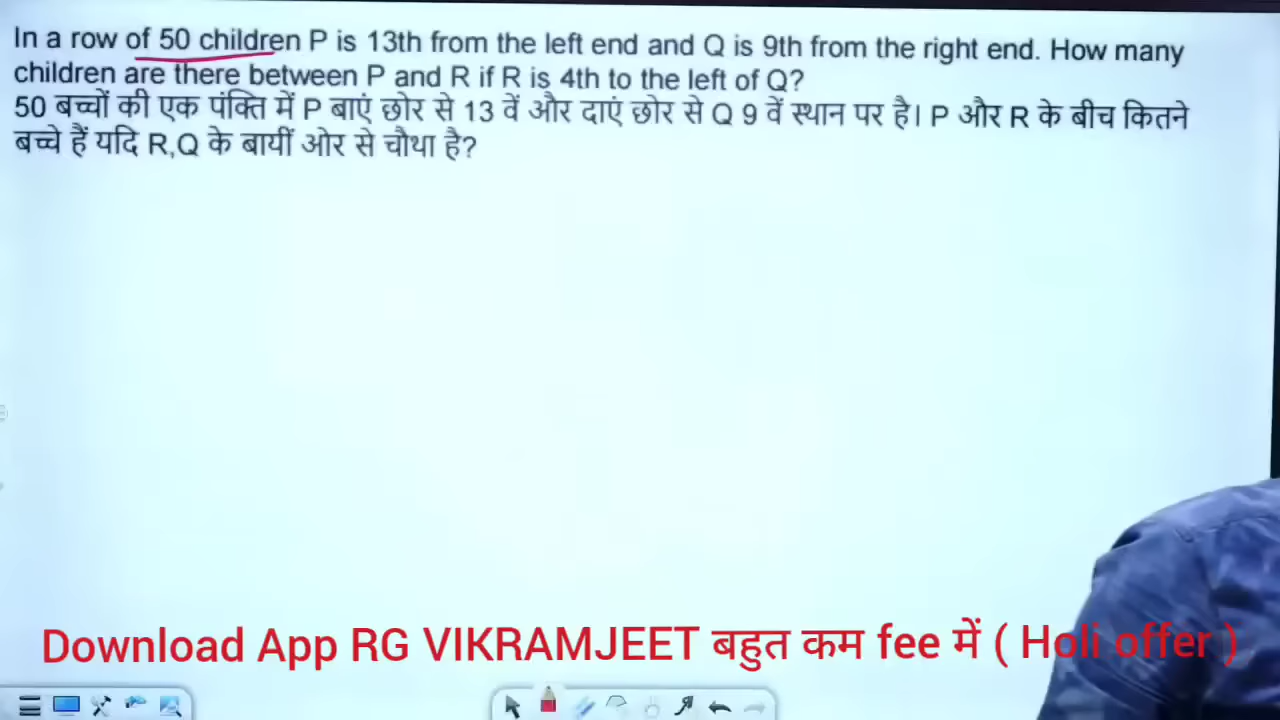 In a row of 50 children P is 13th from the left end and Q is 9th from the right end. How many
children are there between P and R if R is 4th to the left of Q?
50 बच्चों की एक पंक्ति में P बाएं छोर से 13 वें और दाएं छोर से Q 9 वें स्थान पर है। P और R के बीच कितने
बच्चे हैं यदि R,Q के बायीं ओर से चौथा है?
Download App RG VIKRAMJEET बहुत कम fee में ( Holi offer )